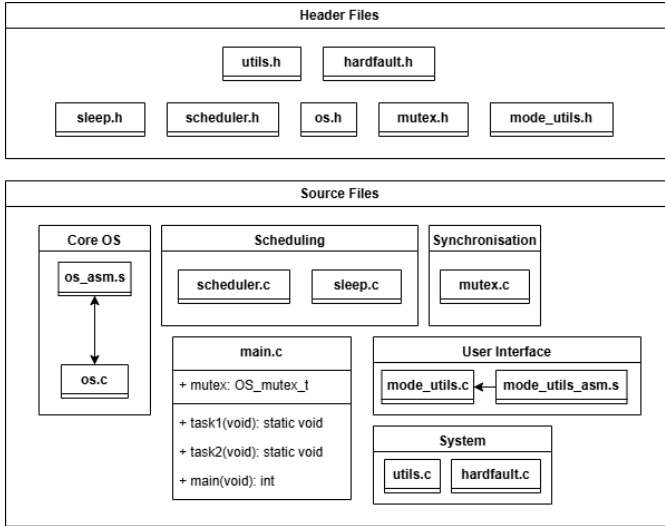 Header Files
utils.h
hardfault.h
sleep.h
scheduler.h
os.h
mutex.h
mode_utils.h
Source Files
Core OS
os_asm.s
os.c
Scheduling
scheduler.c
sleep.c
Synchronisation
mutex.c
main.c
+ mutex: OS_mutex_t
+ task1(void): static void
+ task2(void): static void
+ main(void): int
User Interface
mode_utils.c
mode_utils_asm.s
System
utils.c
hardfault.c